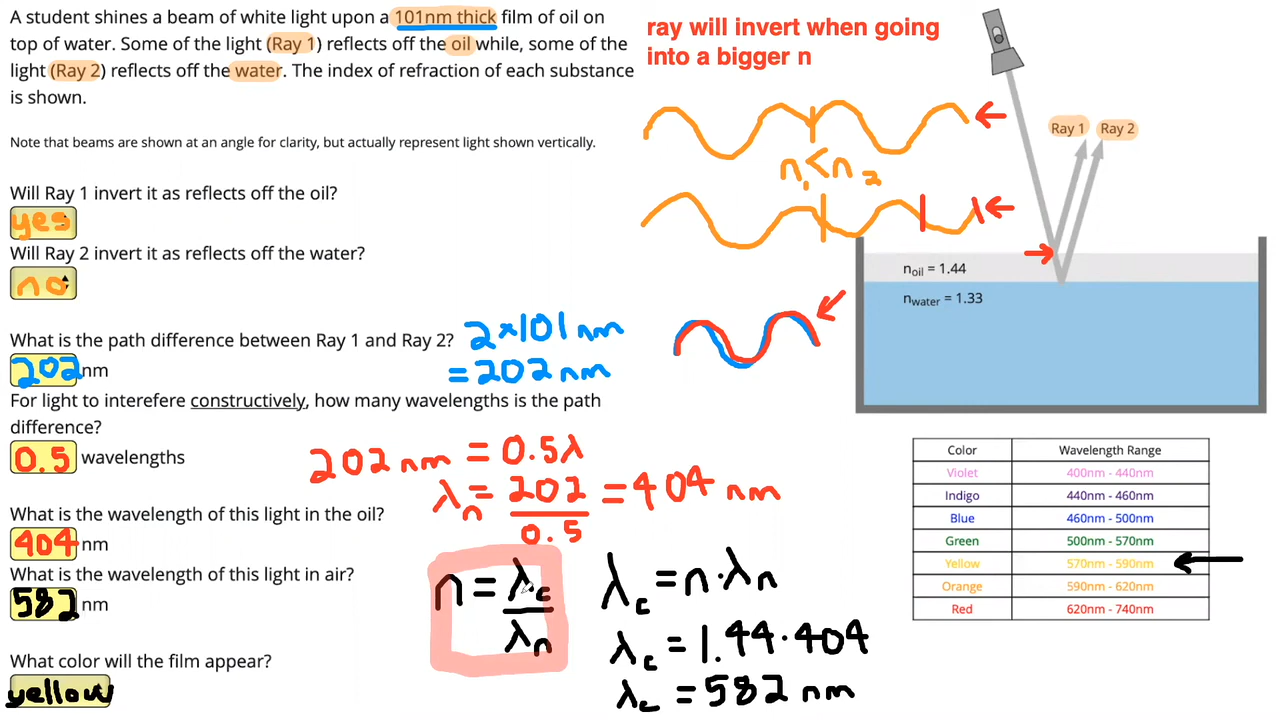 A student shines a beam of white light upon a 101nm thick film of oil on
top of water. Some of the light (Ray 1) reflects off the oil while, some of the
light (Ray 2) reflects off the water. The index of refraction of each substance
is shown.
Note that beams are shown at an angle for clarity, but actually represent light shown vertically.
Will Ray 1 invert it as reflects off the oil?
yes
Will Ray 2 invert it as reflects off the water?
no
What is the path difference between Ray 1 and Ray 2?
202 nm
2×101 nm
= 202 nm
For light to interefere constructively, how many wavelengths is the path
difference?
0.5 wavelengths
202 nm = 0.5λ
λn = 202/0.5 = 404 nm
What is the wavelength of this light in the oil?
404 nm
What is the wavelength of this light in air?
582 nm
What color will the film appear?
yellow
n = λc/λn
λc = n·λn
λc = 1.44·404
λc = 582 nm
ray will invert when going
into a bigger n
n₁ < n₂
Ray 1 Ray 2
noil = 1.44
nwater = 1.33
Color Wavelength Range
Violet 400nm - 440nm
Indigo 440nm - 460nm
Blue 460nm - 500nm
Green 500nm - 570nm
Yellow 570nm - 590nm
Orange 590nm - 620nm
Red 620nm - 740nm